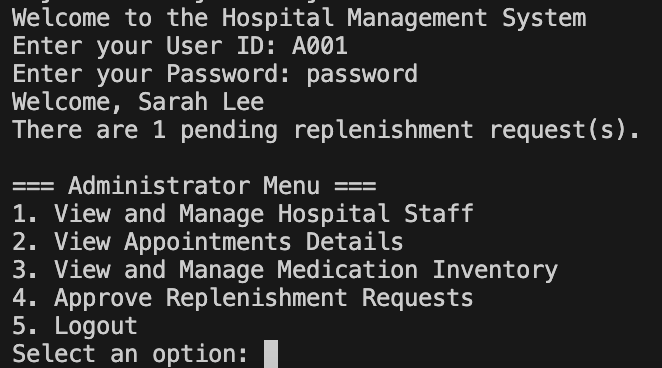 Welcome to the Hospital Management System
Enter your User ID: A001
Enter your Password: password
Welcome, Sarah Lee
There are 1 pending replenishment request(s).
=== Administrator Menu ===
1. View and Manage Hospital Staff
2. View Appointments Details
3. View and Manage Medication Inventory
4. Approve Replenishment Requests
5. Logout
Select an option: